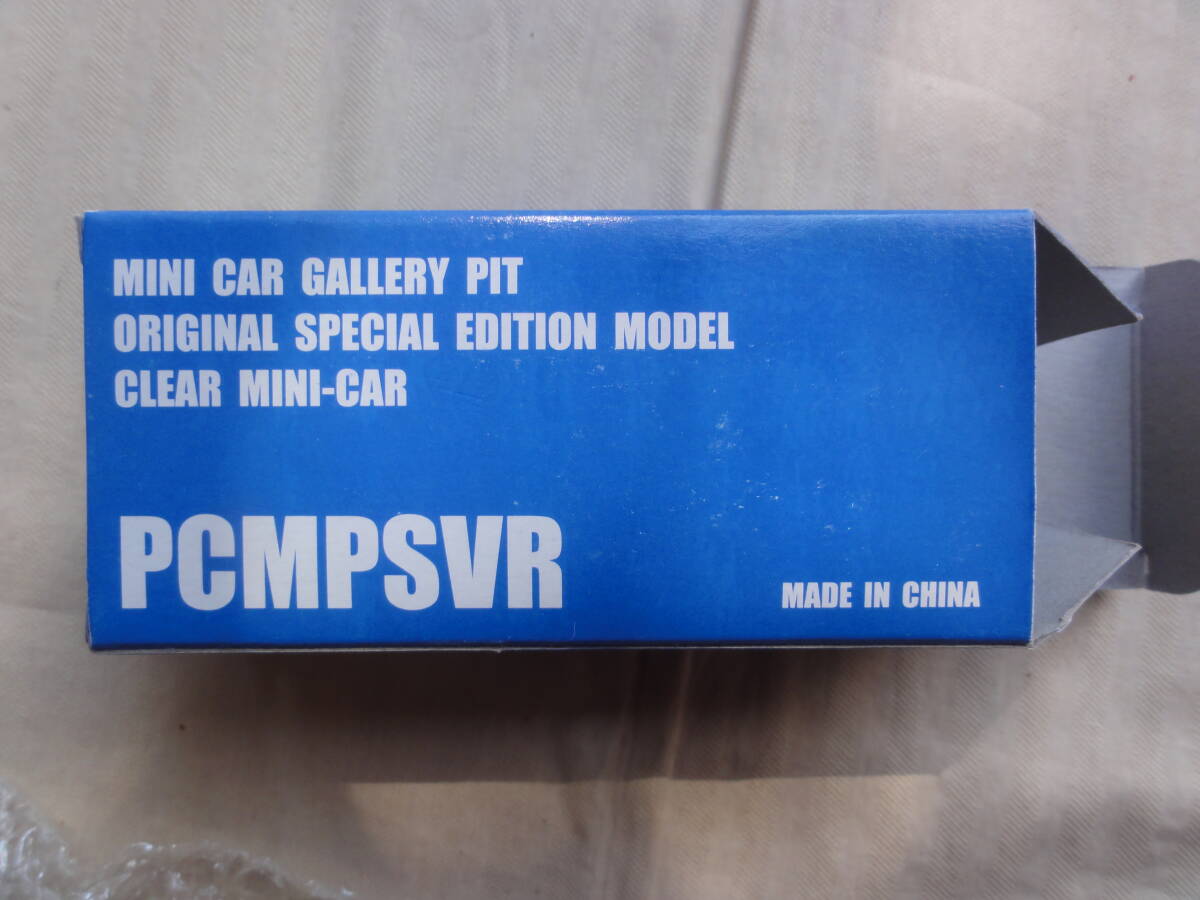 MINI CAR GALLERY PIT
ORIGINAL SPECIAL EDITION MODEL
CLEAR MINI-CAR
PCMPSVR
MADE IN CHINA